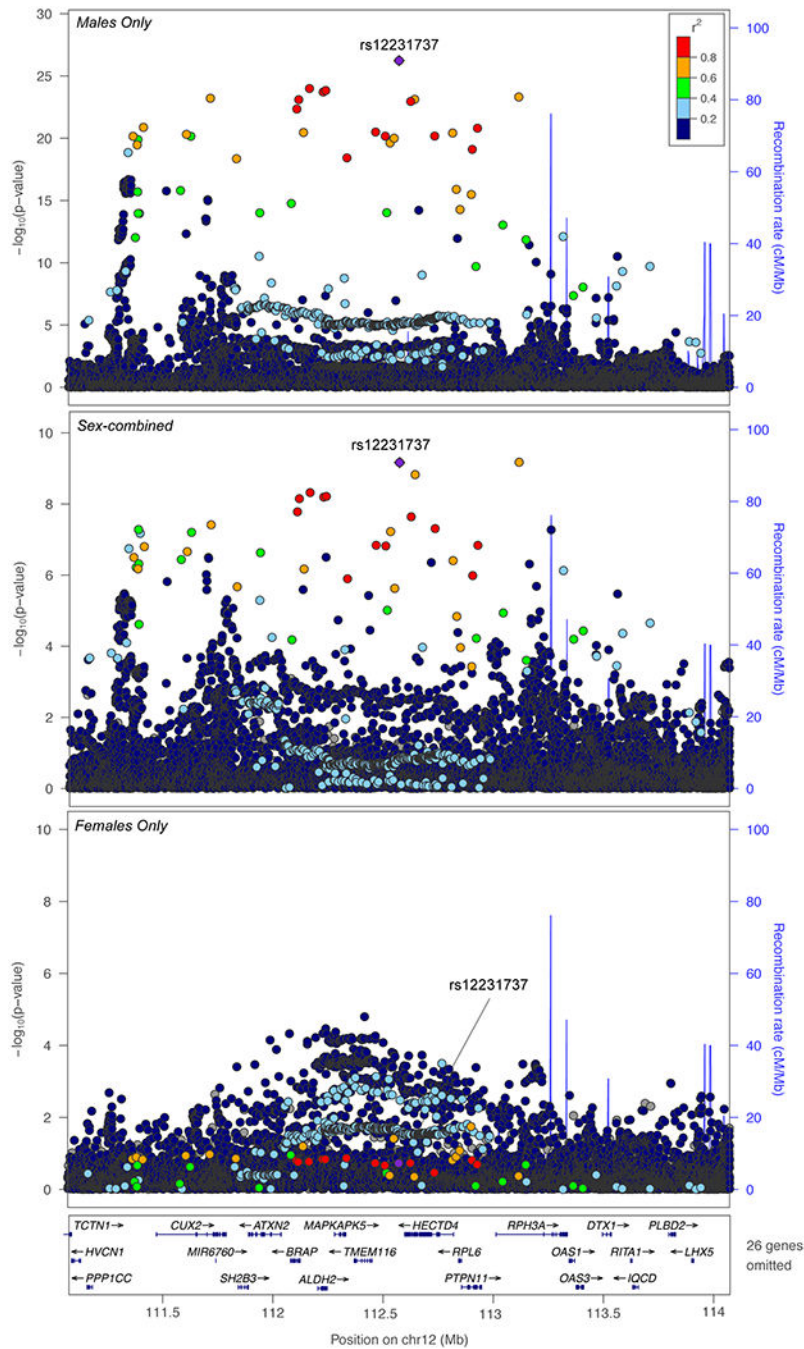 Males Only
rs12231737
r²
0.8
0.6
0.4
0.2
30
25
20
15
10
5
0
−log10(p−value)
100
80
60
40
20
0
Recombination rate (cM/Mb)
Sex-combined
rs12231737
10
8
6
4
2
0
−log10(p−value)
100
80
60
40
20
0
Recombination rate (cM/Mb)
Females Only
rs12231737
10
8
6
4
2
0
−log10(p−value)
100
80
60
40
20
0
Recombination rate (cM/Mb)
TCTN1→ CUX2→ ←ATXN2 MAPKAPK5→ ←HECTD4 RPH3A→ DTX1→ PLBD2→
←HVCN1 MIR6760→ ←BRAP ←TMEM116 ←RPL6 OAS1→ RITA1→ ←LHX5
←PPP1CC SH2B3→ ALDH2→ PTPN11→ OAS3→ ←IQCD
26 genes
omitted
111.5 112 112.5 113 113.5 114
Position on chr12 (Mb)